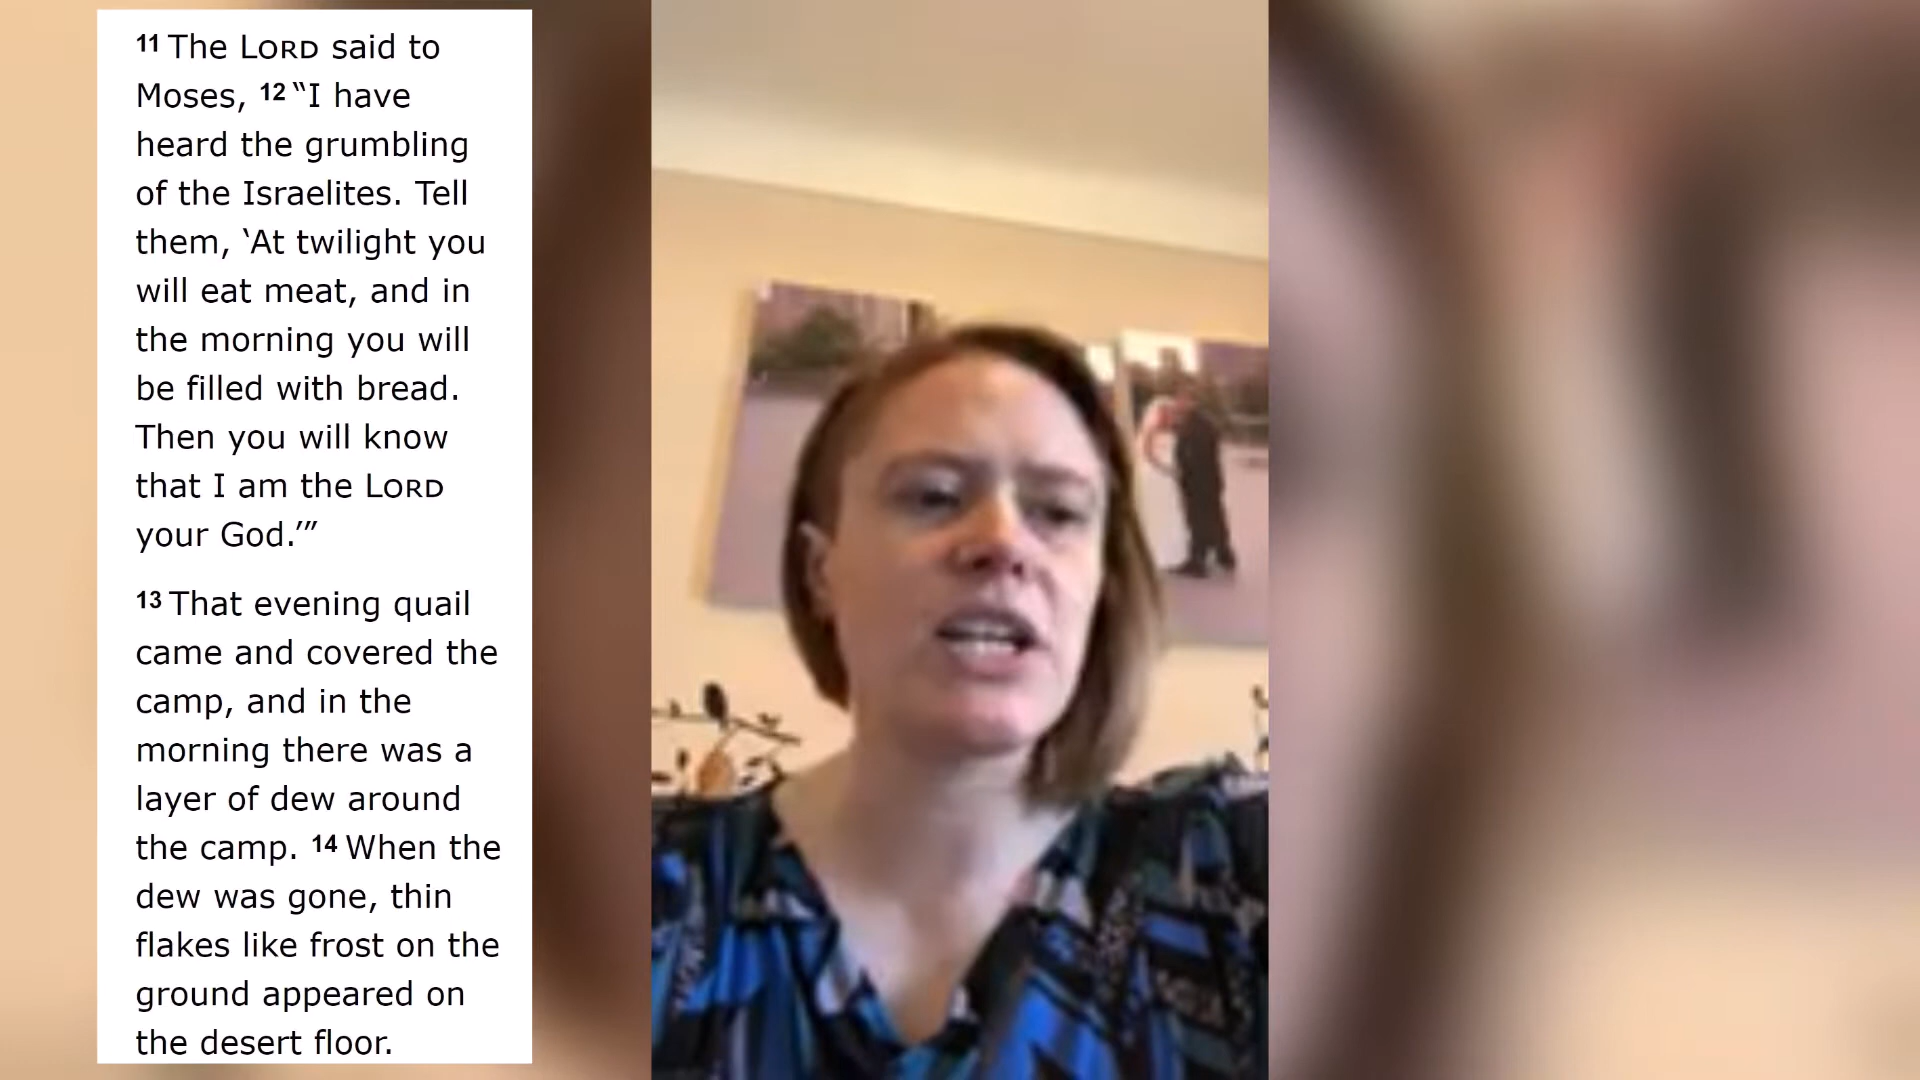 11 The LORD said to
Moses, 12 “I have
heard the grumbling
of the Israelites. Tell
them, ‘At twilight you
will eat meat, and in
the morning you will
be filled with bread.
Then you will know
that I am the LORD
your God.’”
13 That evening quail
came and covered the
camp, and in the
morning there was a
layer of dew around
the camp. 14 When the
dew was gone, thin
flakes like frost on the
ground appeared on
the desert floor.